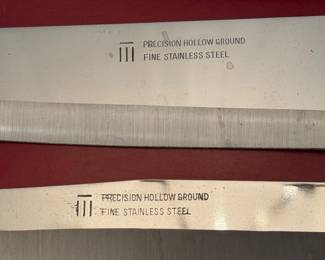 PRECISION HOLLOW GROUND
FINE STAINLESS STEEL
PRECISION HOLLOW GROUND
FINE STAINLESS STEEL